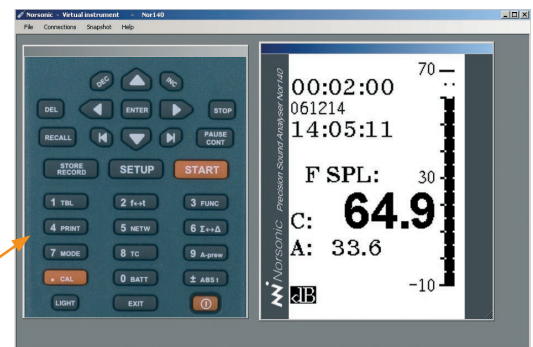 Norsonic - Virtual instrument - Nor140
File Connections Snapshot Help
DEC INC
DEL ENTER STOP
RECALL PAUSE CONT
STORE RECORD SETUP START
1 TBL 2 f↔t 3 FUNC
4 PRINT 5 NETW 6 Σ↔Δ
7 MODE 8 TC 9 A-prew
. CAL 0 BATT ± ABS t
LIGHT EXIT
Norsonic Precision Sound Analyser Nor140
00:02:00
061214
14:05:11
F SPL:
C: 64.9
A: 33.6
dB
70
30
-10